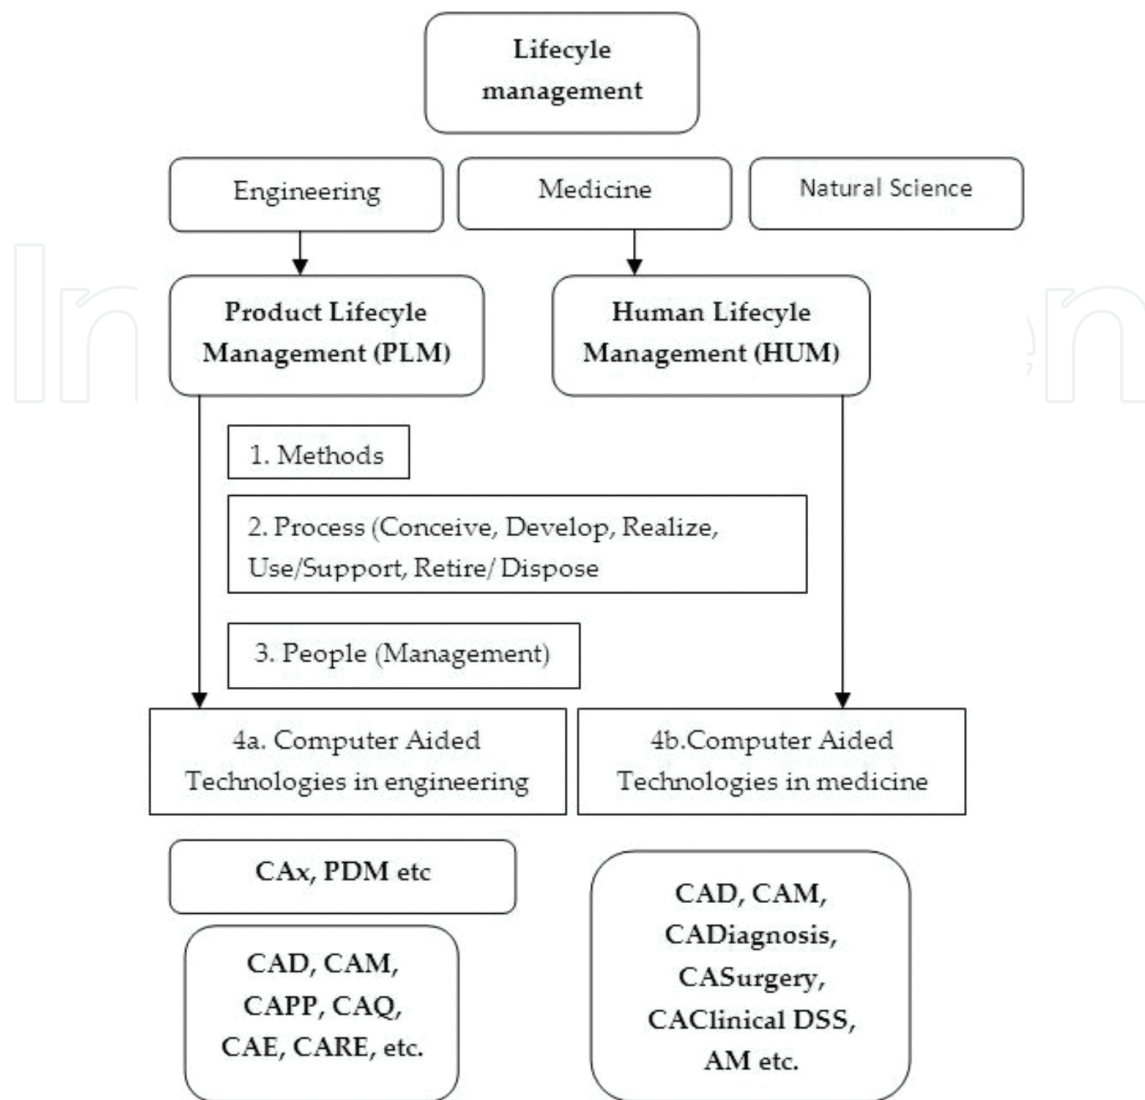 Lifecyle
management
Engineering
Medicine
Natural Science
Product Lifecyle
Management (PLM)
Human Lifecyle
Management (HUM)
1. Methods
2. Process (Conceive, Develop, Realize,
Use/Support, Retire/ Dispose
3. People (Management)
4a. Computer Aided
Technologies in engineering
4b.Computer Aided
Technologies in medicine
CAx, PDM etc
CAD, CAM,
CAPP, CAQ,
CAE, CARE, etc.
CAD, CAM,
CADiagnosis,
CASurgery,
CAClinical DSS,
AM etc.